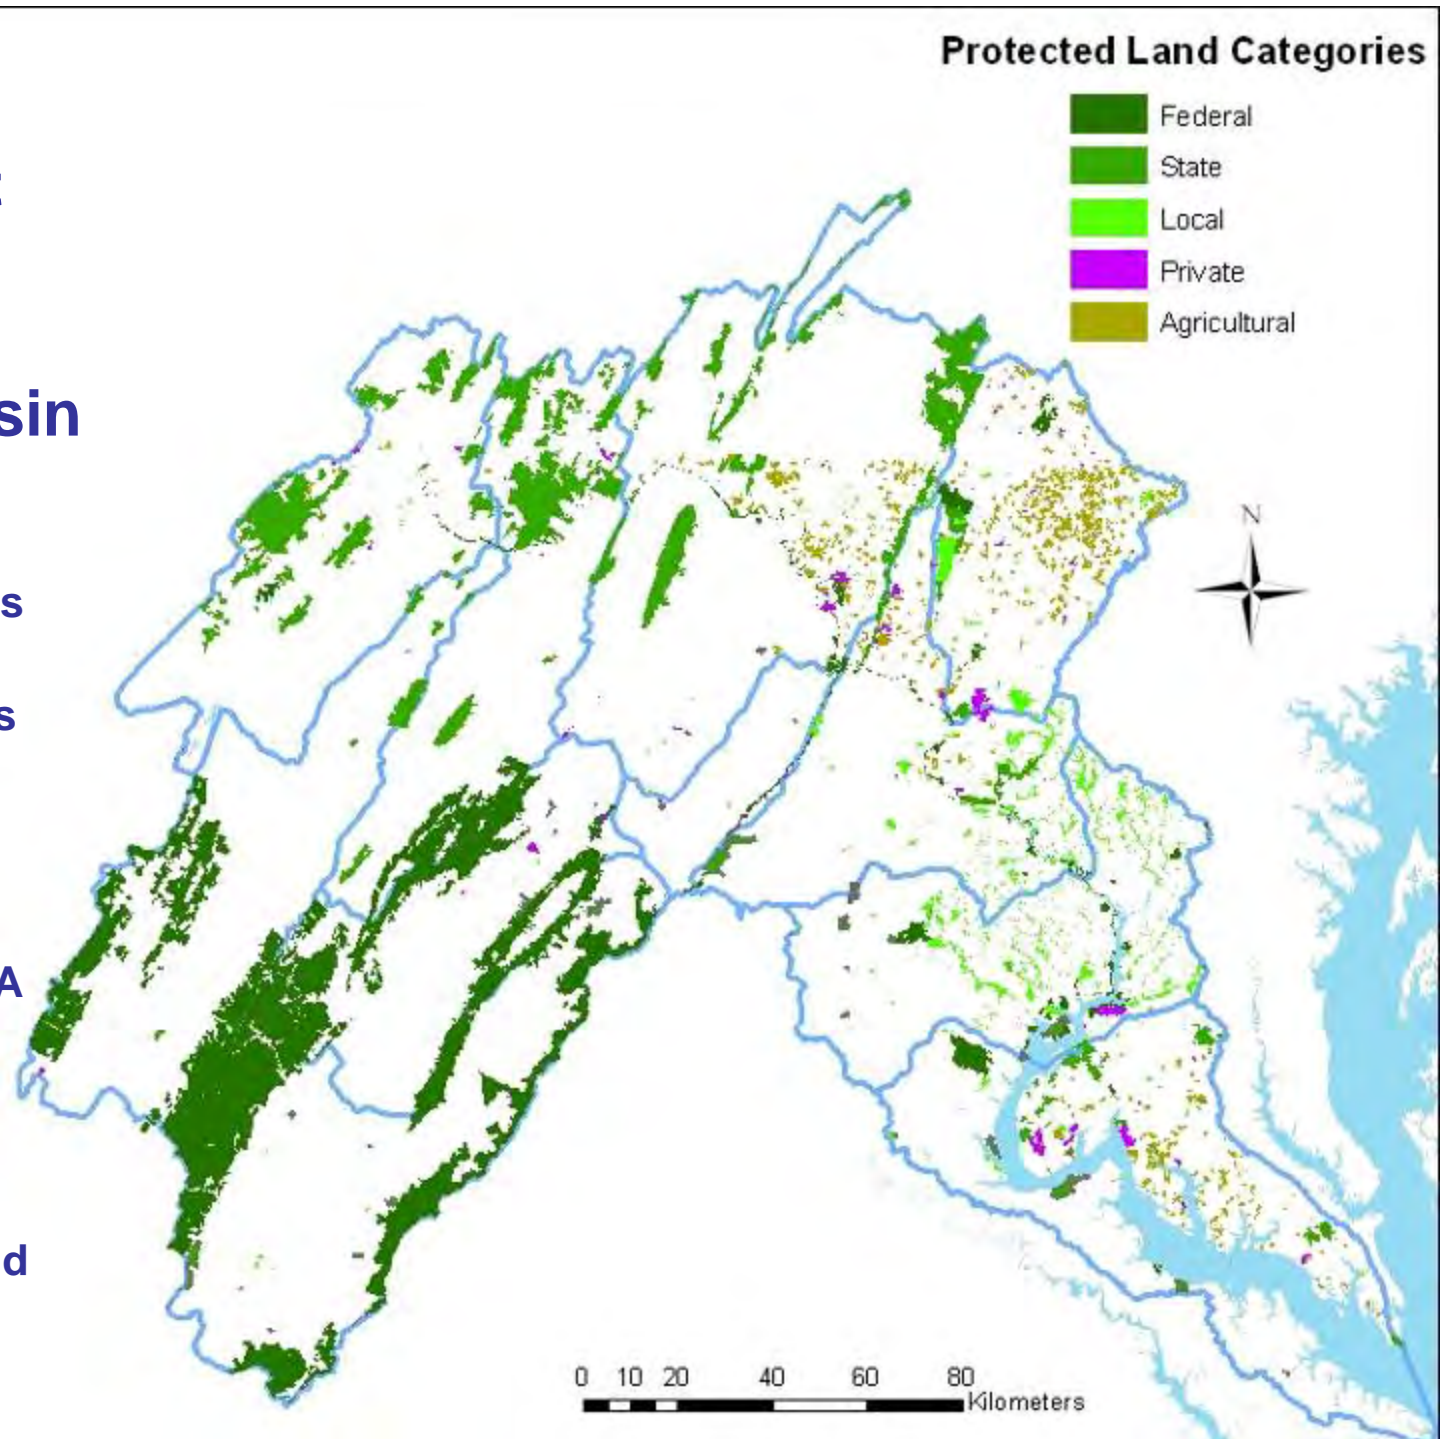 Protected Land Categories
Federal
State
Local
Private
Agricultural
sin
s
N
s
A
d
0 10 20 40 60 80
Kilometers